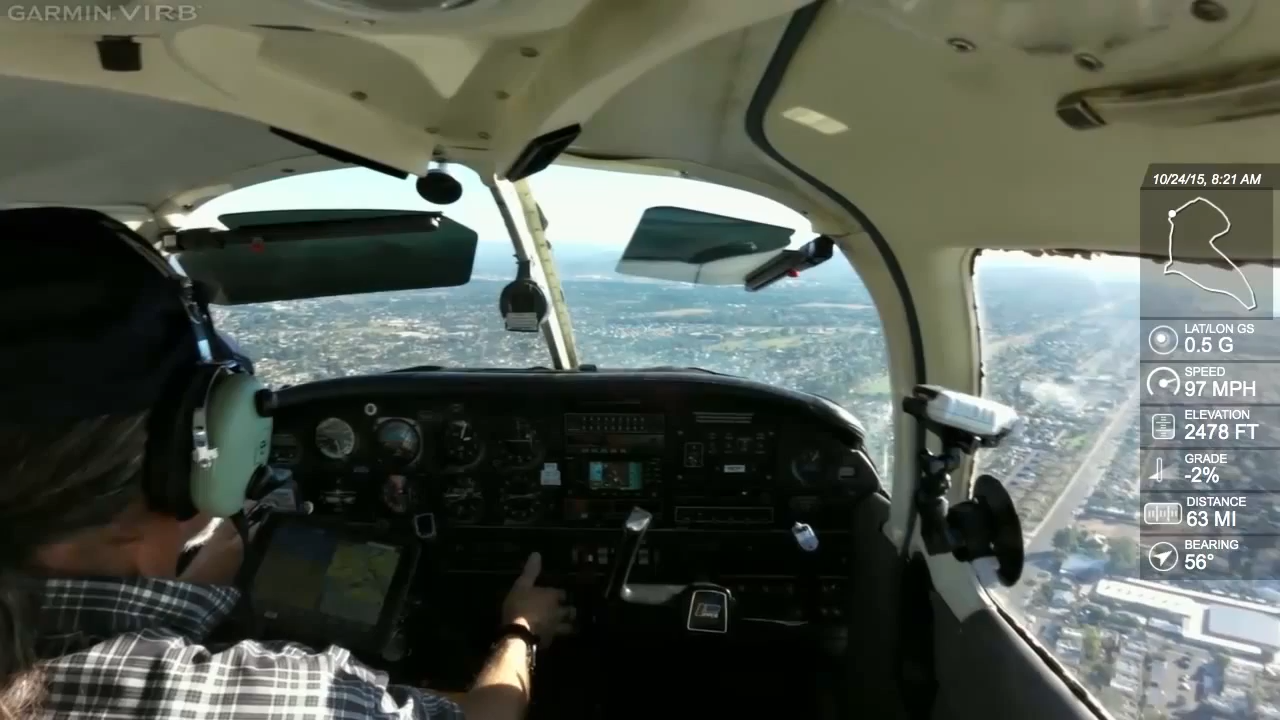 GARMIN.VIRB
10/24/15, 8:21 AM
LAT/LON GS
0.5 G
SPEED
97 MPH
ELEVATION
2478 FT
GRADE
-2%
DISTANCE
63 MI
BEARING
56°